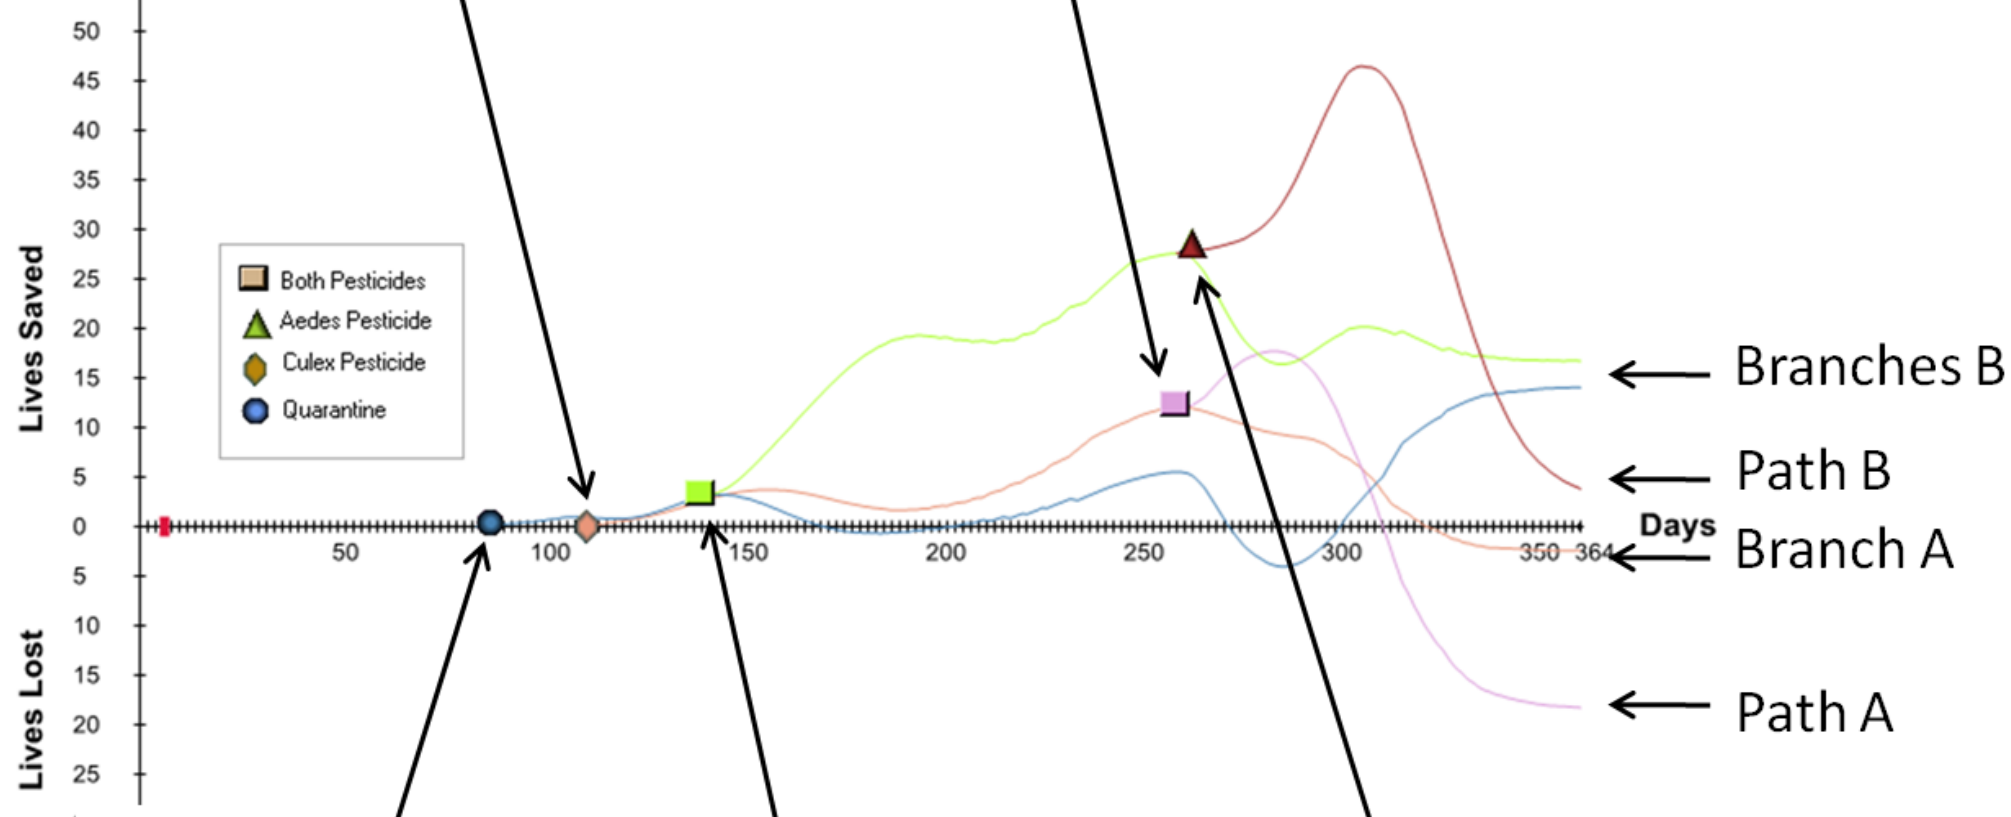 50
45
40
35
30
25
20
15
10
5
0
5
10
15
20
25
Lives Saved
Lives Lost
Both Pesticides
Aedes Pesticide
Culex Pesticide
Quarantine
50 100 150 200 250 300 350 364
Days
Branches B
Path B
Branch A
Path A